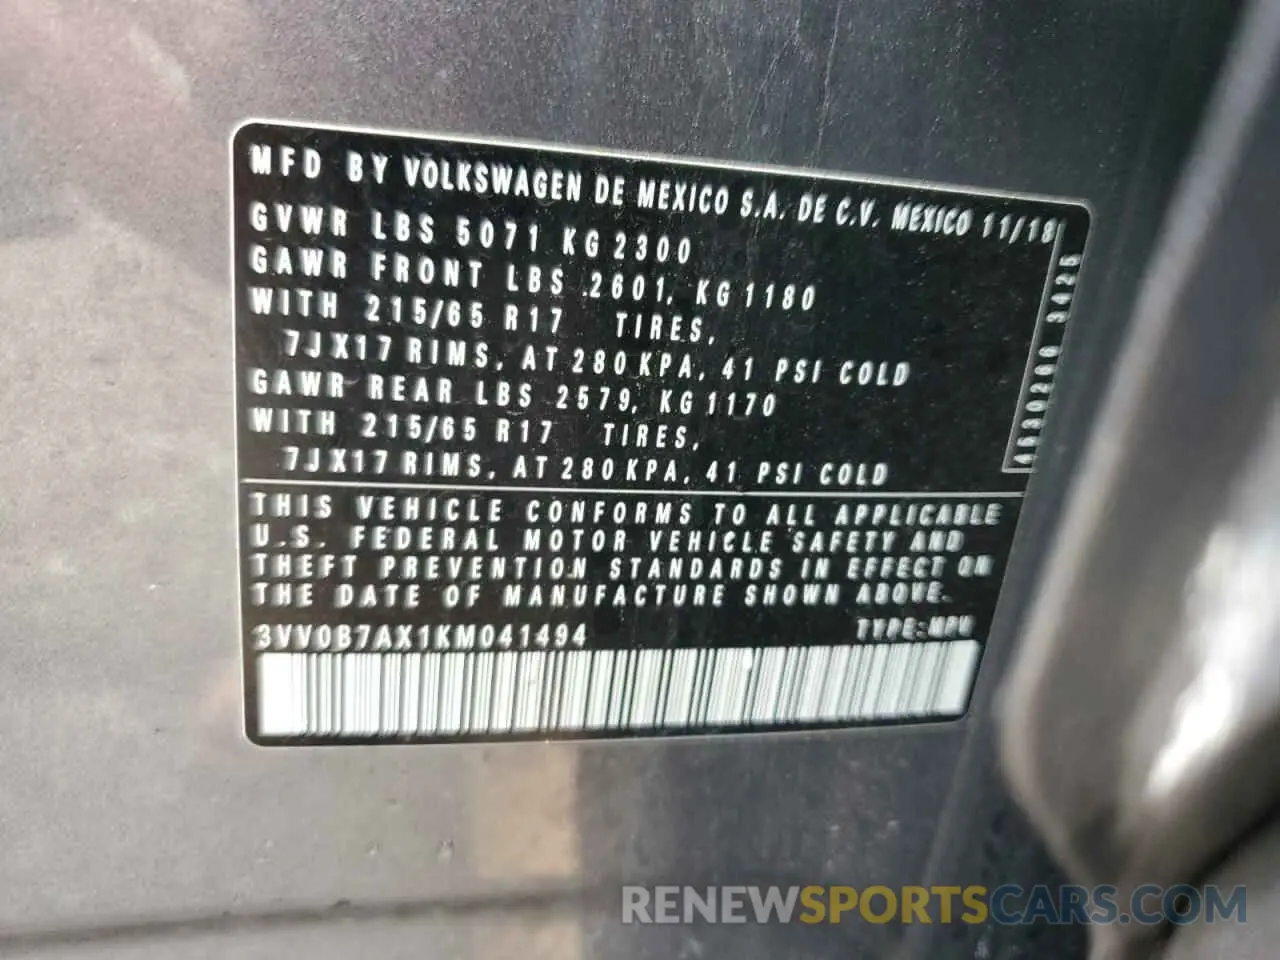 MFD BY VOLKSWAGEN DE MEXICO S.A. DE C.V. MEXICO 11/18
GVWR LBS 5071 KG 2300
GAWR FRONT LBS .2601, KG 1180
WITH 215/65 R17 TIRES,
7JX17 RIMS, AT 280 KPA, 41 PSI COLD
GAWR REAR LBS 2579, KG 1170
WITH 215/65 R17 TIRES,
7JX17 RIMS, AT 280 KPA, 41 PSI COLD
THIS VEHICLE CONFORMS TO ALL APPLICABLE
U.S. FEDERAL MOTOR VEHICLE SAFETY AND
THEFT PREVENTION STANDARDS IN EFFECT ON
THE DATE OF MANUFACTURE SHOWN ABOVE.
3VV0B7AX1KM041494 TYPE:MPV
RENEWSPORTSCARS.COM